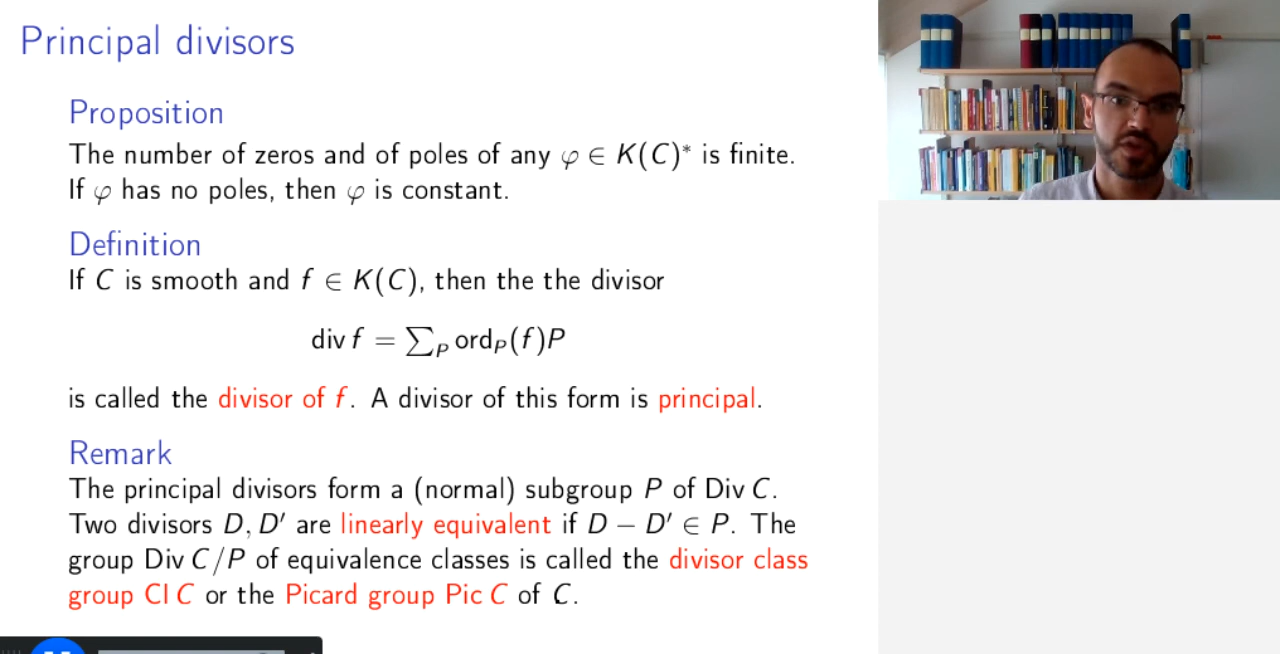 Principal divisors
Proposition
The number of zeros and of poles of any φ ∈ K(C)* is finite.
If φ has no poles, then φ is constant.
Definition
If C is smooth and f ∈ K(C), then the the divisor
div f = ∑_P ord_P(f)P
is called the divisor of f. A divisor of this form is principal.
Remark
The principal divisors form a (normal) subgroup P of Div C.
Two divisors D, D′ are linearly equivalent if D − D′ ∈ P. The
group Div C/P of equivalence classes is called the divisor class
group Cl C or the Picard group Pic C of C.